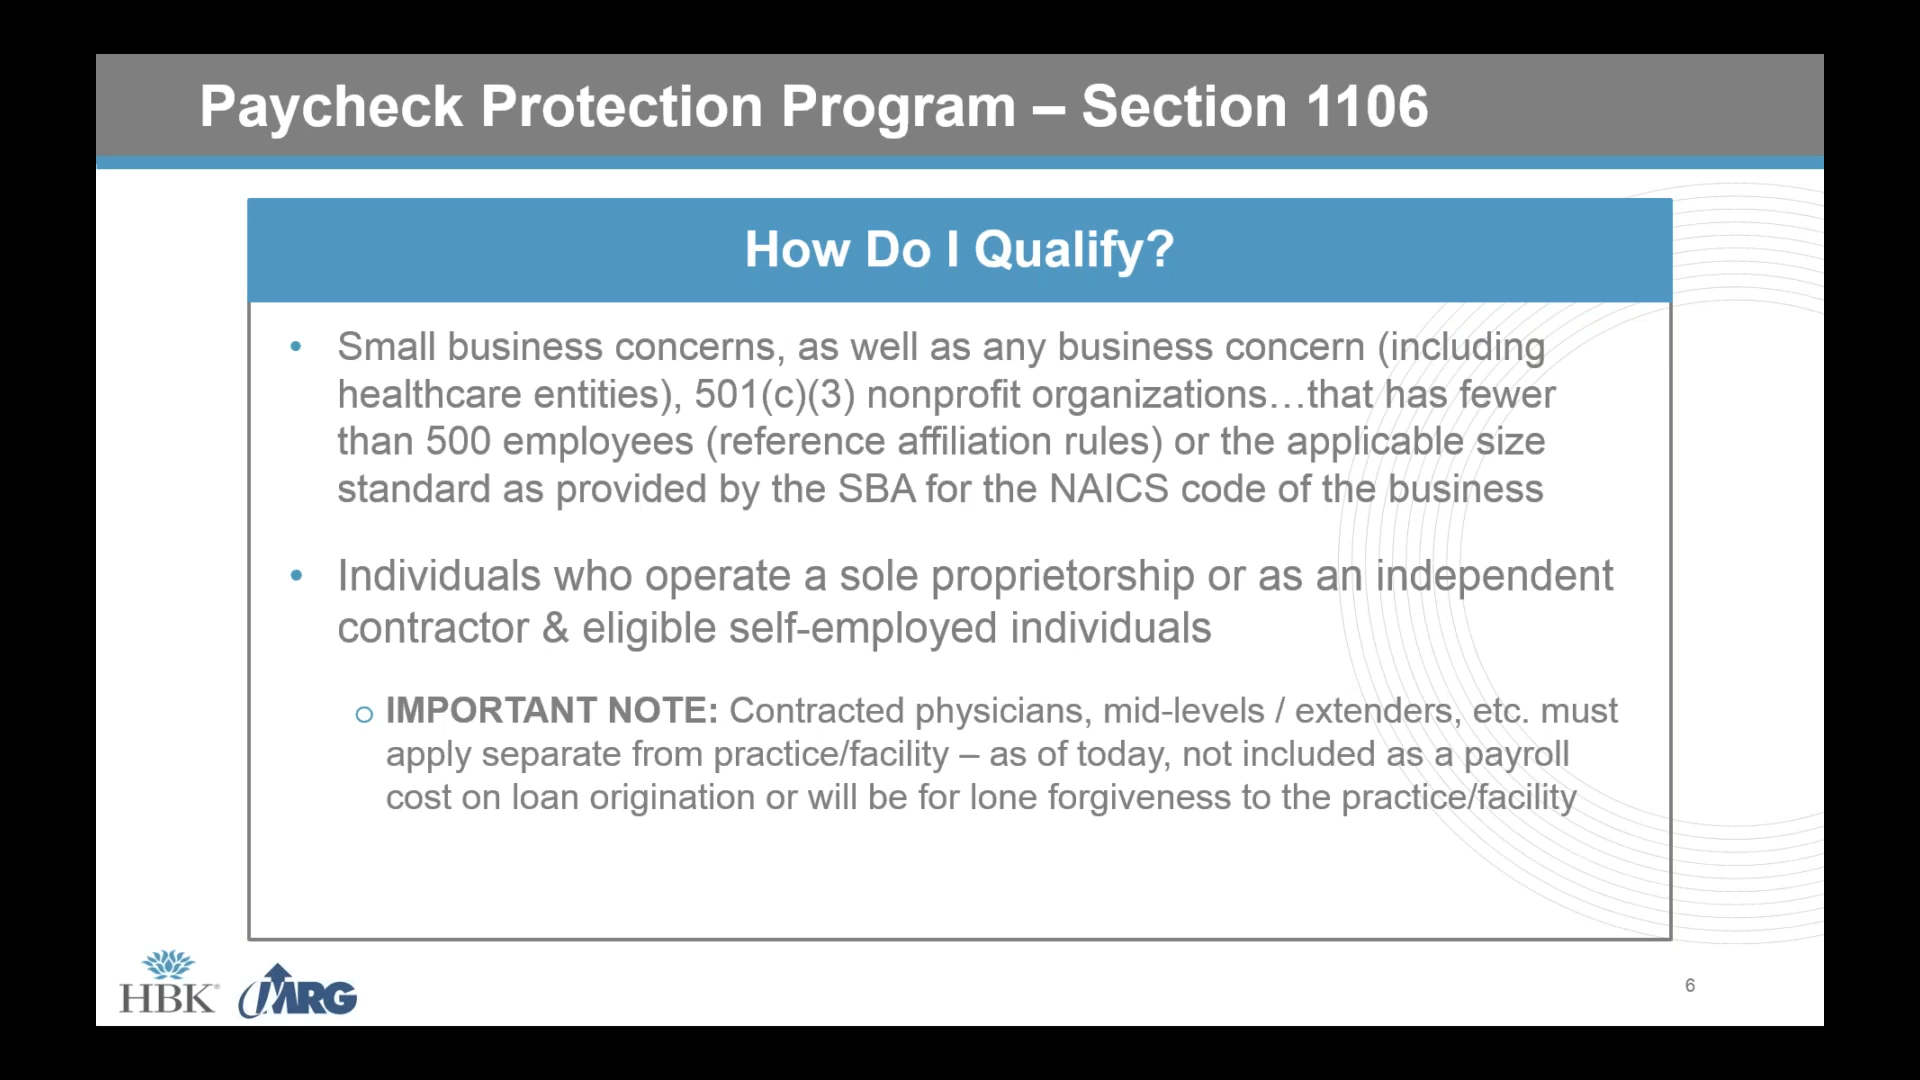 Paycheck Protection Program – Section 1106
How Do I Qualify?
• Small business concerns, as well as any business concern (including
healthcare entities), 501(c)(3) nonprofit organizations…that has fewer
than 500 employees (reference affiliation rules) or the applicable size
standard as provided by the SBA for the NAICS code of the business
• Individuals who operate a sole proprietorship or as an independent
contractor & eligible self-employed individuals
o IMPORTANT NOTE: Contracted physicians, mid-levels / extenders, etc. must
apply separate from practice/facility – as of today, not included as a payroll
cost on loan origination or will be for lone forgiveness to the practice/facility
HBK
MRG
6